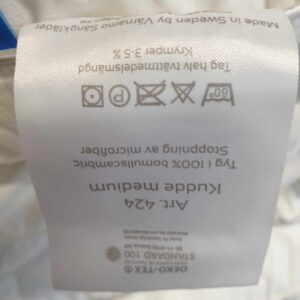 OEKO-TEX®
STANDARD 100
Art. 424
Kudde medium
Tyg i 100% bomullscambric
Stoppning av microfiber
60°
P
Tag halv tvättmedelsmängd
Krymper 3-5 %
Made in Sweden by Värnamo Sängkläder